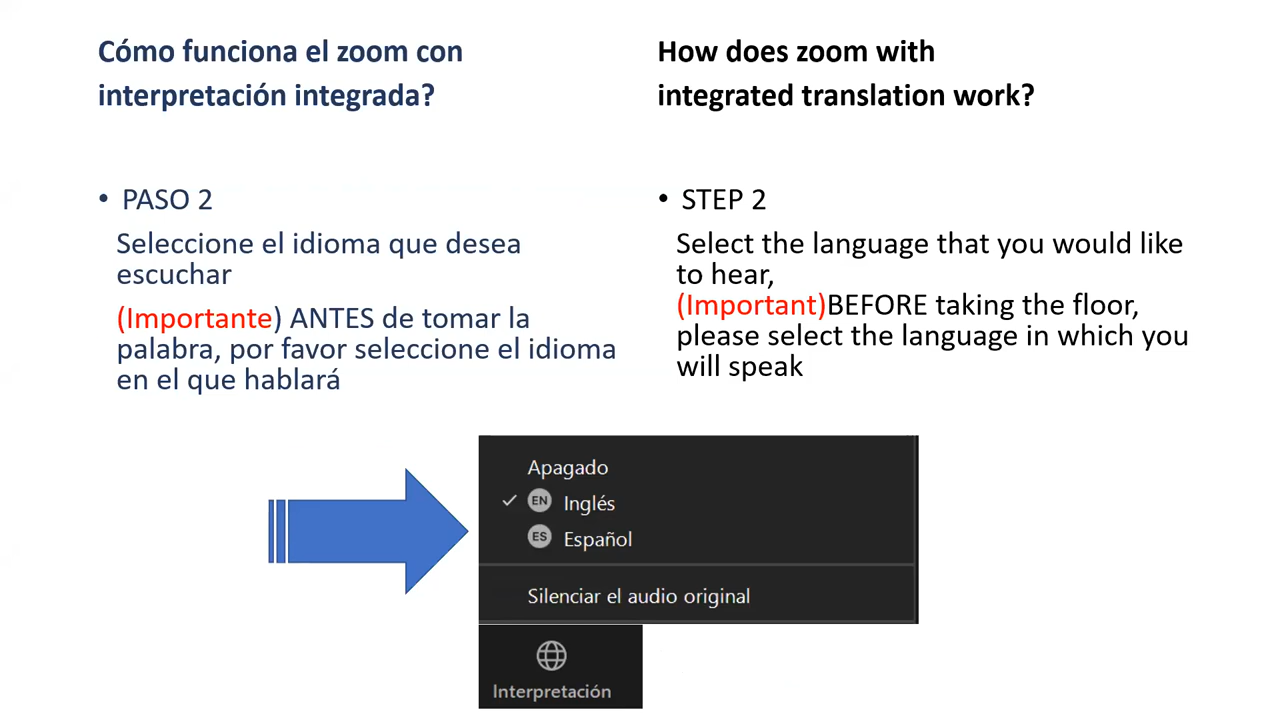 Cómo funciona el zoom con
interpretación integrada?
• PASO 2
Seleccione el idioma que desea
escuchar
(Importante) ANTES de tomar la
palabra, por favor seleccione el idioma
en el que hablará
How does zoom with
integrated translation work?
• STEP 2
Select the language that you would like
to hear,
(Important)BEFORE taking the floor,
please select the language in which you
will speak
Apagado
EN Inglés
ES Español
Silenciar el audio original
Interpretación